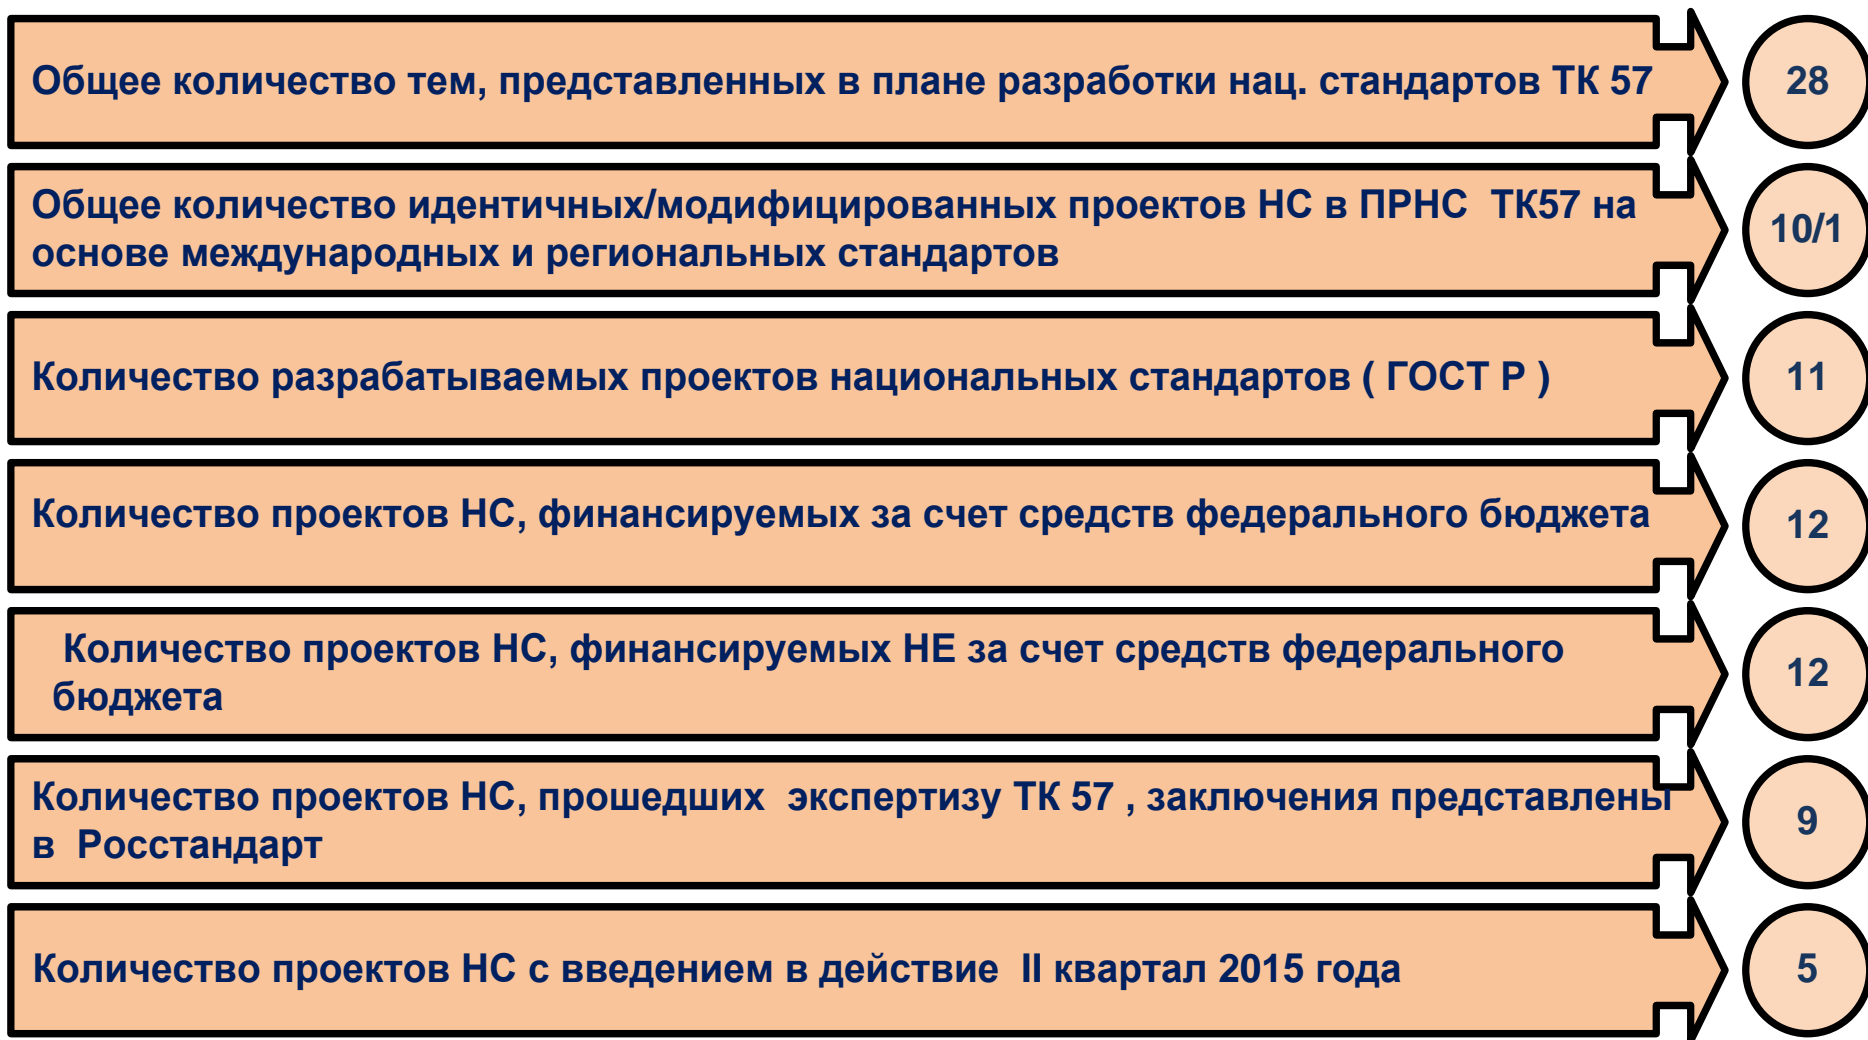 Общее количество тем, представленных в плане разработки нац. стандартов ТК 57
28
Общее количество идентичных/модифицированных проектов НС в ПРНС ТК57 на
основе международных и региональных стандартов
10/1
Количество разрабатываемых проектов национальных стандартов ( ГОСТ Р )
11
Количество проектов НС, финансируемых за счет средств федерального бюджета
12
Количество проектов НС, финансируемых НЕ за счет средств федерального
бюджета
12
Количество проектов НС, прошедших экспертизу ТК 57 , заключения представлены
в Росстандарт
9
Количество проектов НС с введением в действие II квартал 2015 года
5